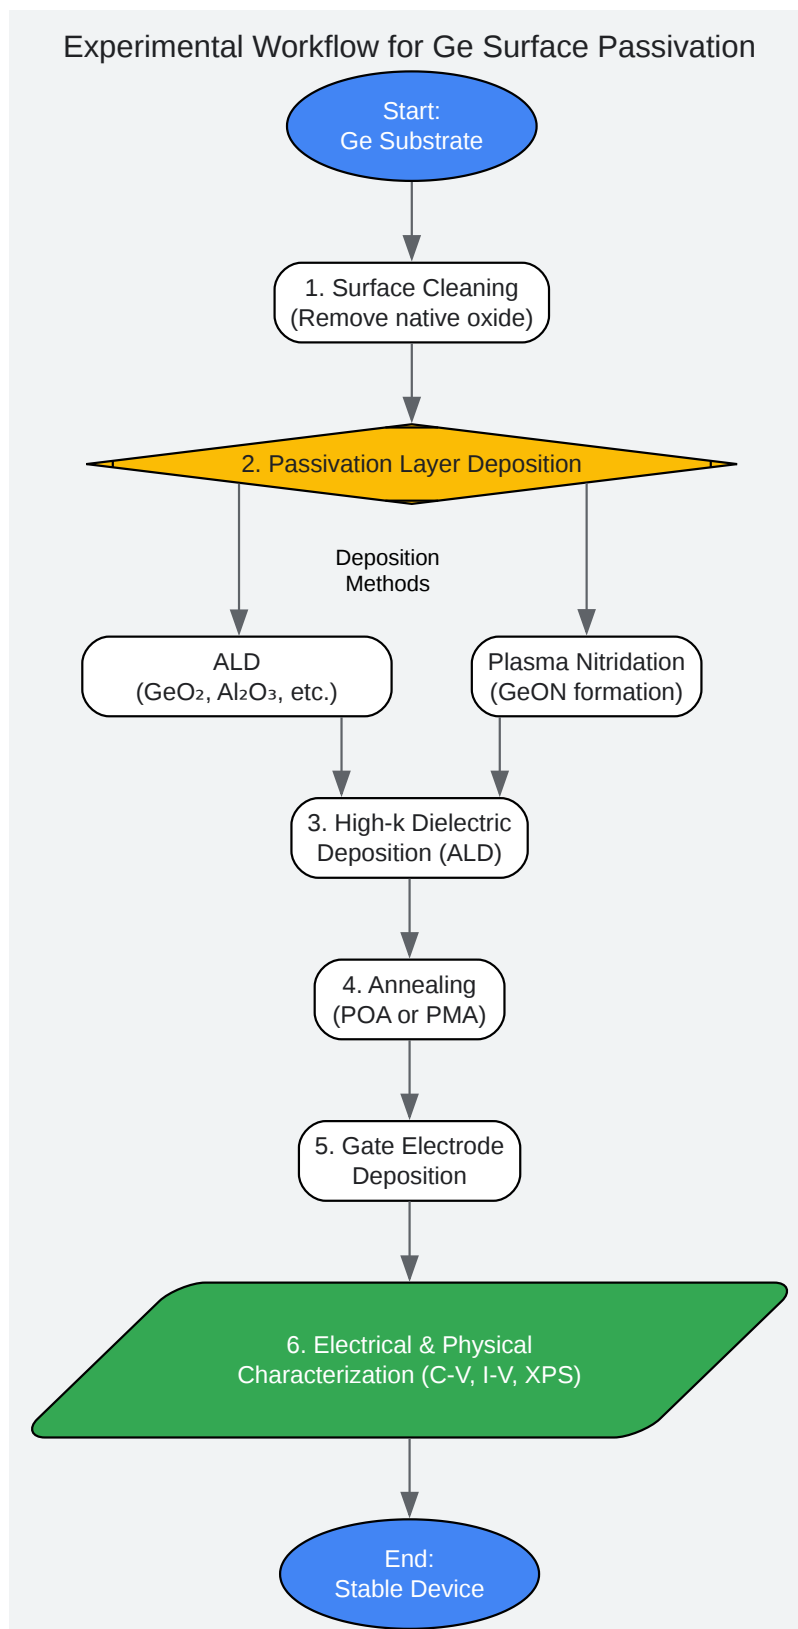 Experimental Workflow for Ge Surface Passivation
Start:
Ge Substrate
1. Surface Cleaning
(Remove native oxide)
2. Passivation Layer Deposition
Deposition
Methods
ALD
(GeO₂, Al₂O₃, etc.)
Plasma Nitridation
(GeON formation)
3. High-k Dielectric
Deposition (ALD)
4. Annealing
(POA or PMA)
5. Gate Electrode
Deposition
6. Electrical & Physical
Characterization (C-V, I-V, XPS)
End:
Stable Device